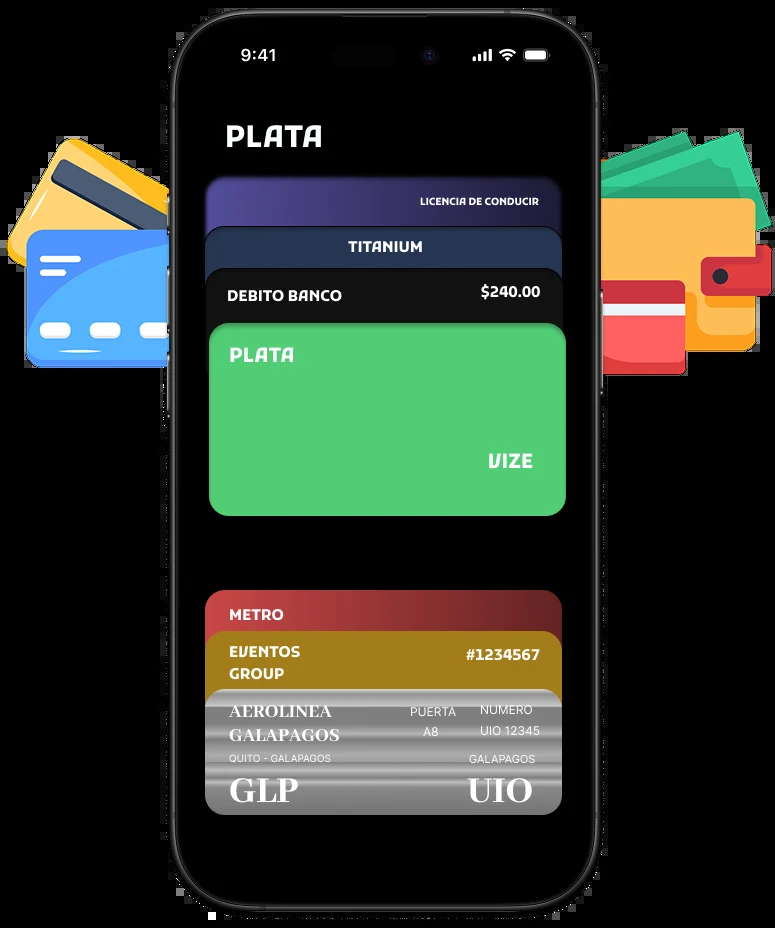 9:41
PLATA
LICENCIA DE CONDUCIR
TITANIUM
DEBITO BANCO
$240.00
PLATA
VIZE
METRO
EVENTOS
GROUP
#1234567
AEROLINEA
GALAPAGOS
PUERTA
A8
NUMERO
UIO 12345
QUITO - GALAPAGOS
GALAPAGOS
GLP
UIO